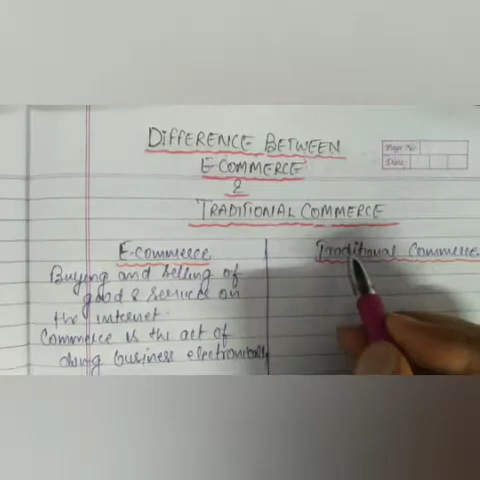 DIFFERENCE BETWEEN
E-COMMERCE
&
TRADITIONAL COMMERCE
Page No.
Date
E-commerce
Traditional Commerce
Buying and Selling of
good & services on
the internet.
Commerce is the act of
doing business electronically